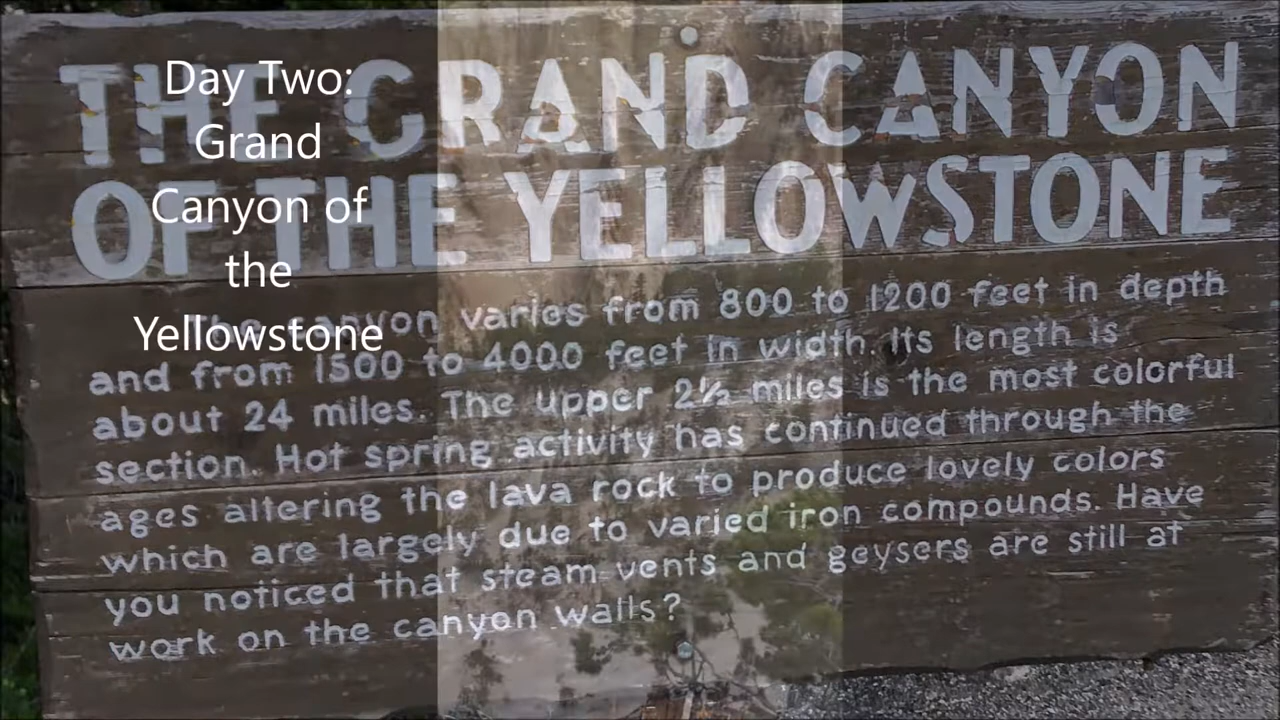 Day Two:
Grand
Canyon of
the
Yellowstone
THE GRAND CANYON
OF THE YELLOWSTONE
The canyon varies from 800 to 1200 feet in depth
and from 1500 to 4000 feet in width. Its length is
about 24 miles. The upper 2½ miles is the most colorful
section. Hot spring activity has continued through the
ages altering the lava rock to produce lovely colors
which are largely due to varied iron compounds. Have
you noticed that steam vents and geysers are still at
work on the canyon walls?